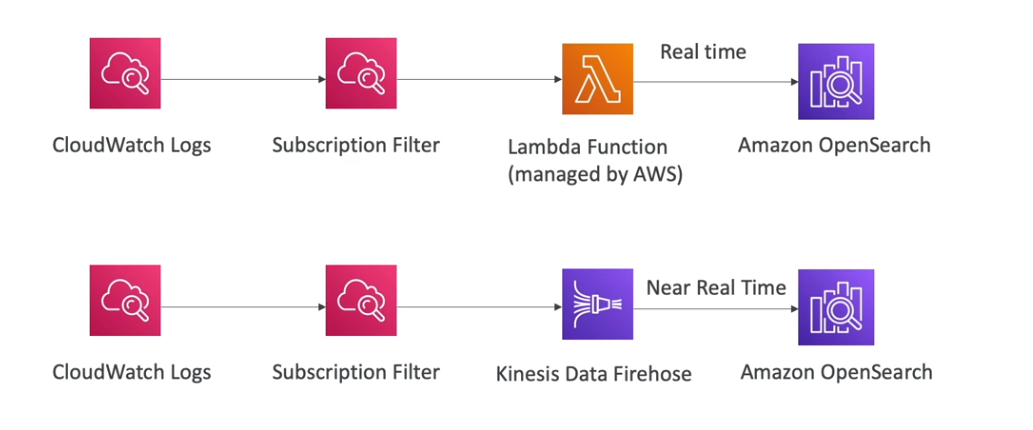 Real time
CloudWatch Logs
Subscription Filter
Lambda Function
(managed by AWS)
Amazon OpenSearch
Near Real Time
CloudWatch Logs
Subscription Filter
Kinesis Data Firehose
Amazon OpenSearch